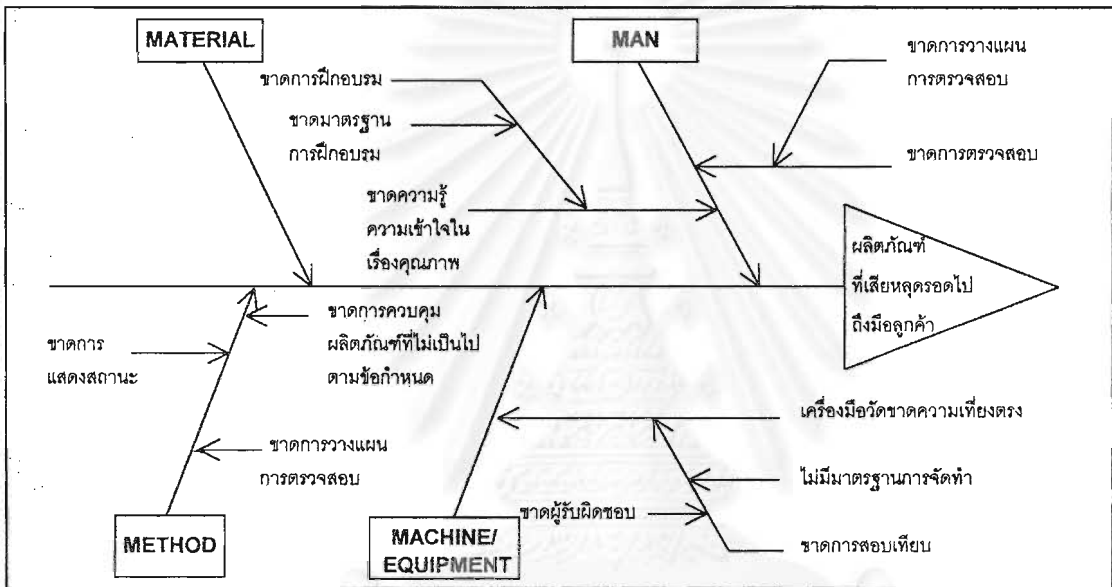 MATERIAL
MAN
ขาดการวางแผน
การตรวจสอบ
ขาดการฝึกอบรม
ขาดมาตรฐาน
การฝึกอบรม
ขาดการตรวจสอบ
ขาดความรู้
ความเข้าใจใน
เรื่องคุณภาพ
ผลิตภัณฑ์
ที่เสียหลุดรอดไป
ถึงมือลูกค้า
ขาดการควบคุม
ผลิตภัณฑ์ที่ไม่เป็นไป
ตามข้อกำหนด
ขาดการ
แสดงสถานะ
ขาดการวางแผน
การตรวจสอบ
เครื่องมือวัดขาดความเที่ยงตรง
ไม่มีมาตรฐานการจัดทำ
ขาดผู้รับผิดชอบ
ขาดการสอบเทียบ
METHOD
MACHINE/
EQUIPMENT